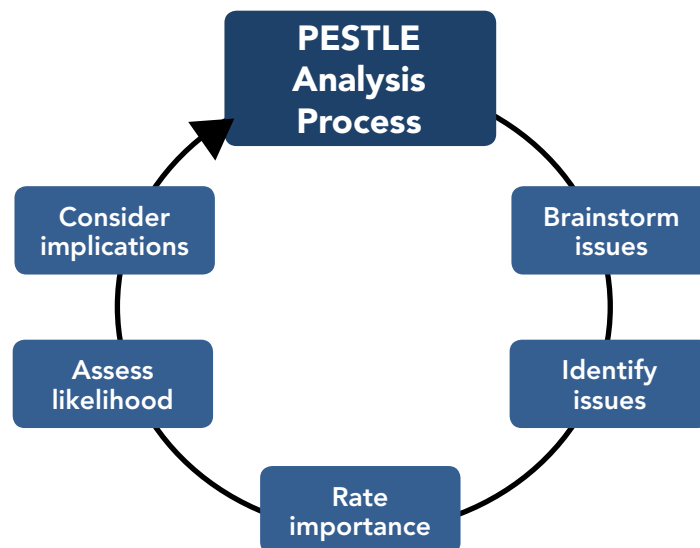 PESTLE
Analysis
Process
Brainstorm
issues
Identify
issues
Rate
importance
Assess
likelihood
Consider
implications